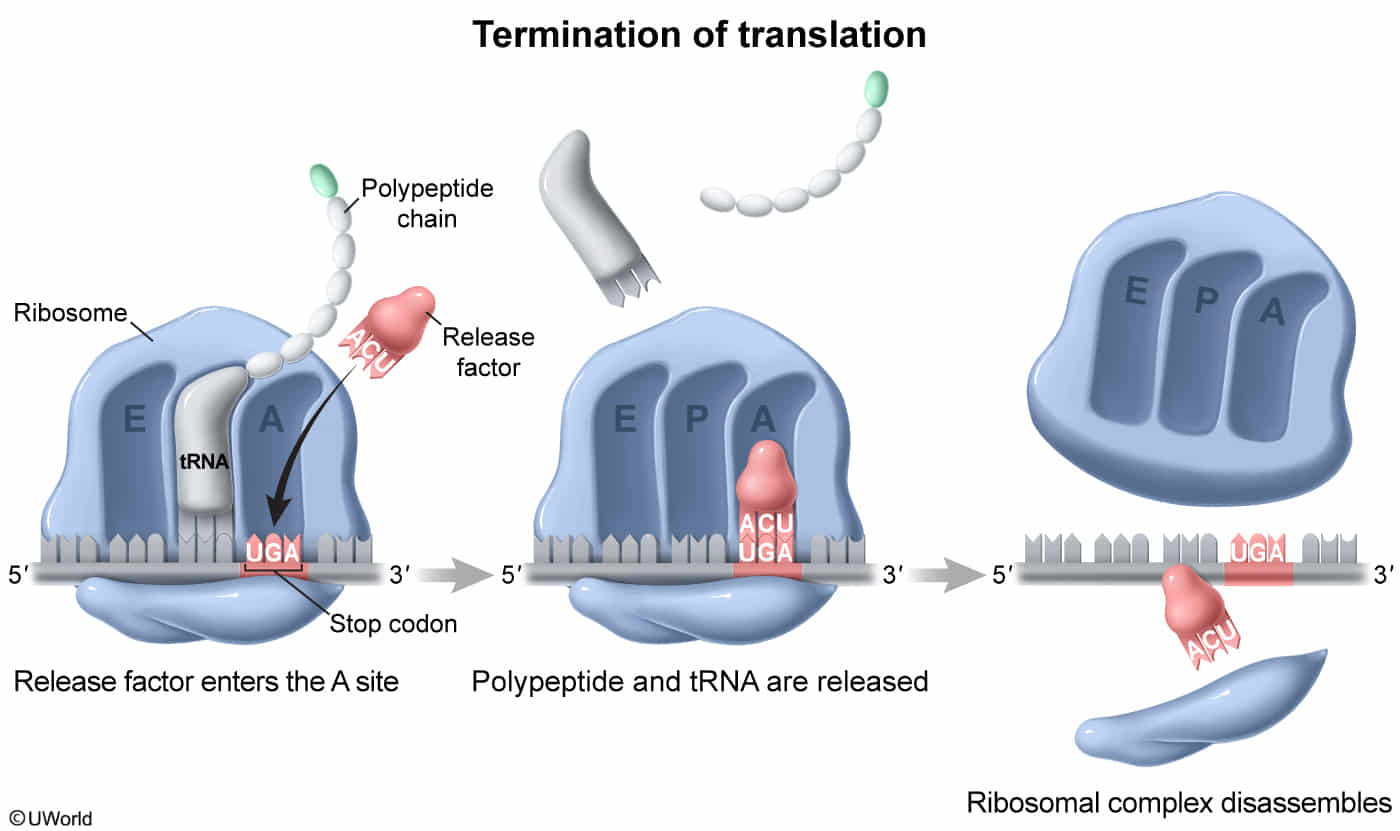 Termination of translation
Polypeptide
chain
Ribosome
Release
factor
ACU
E
A
tRNA
UGA
5′
3′
Stop codon
Release factor enters the A site
E
P
A
ACU
UGA
5′
3′
Polypeptide and tRNA are released
E
P
A
UGA
5′
3′
ACU
Ribosomal complex disassembles
©UWorld